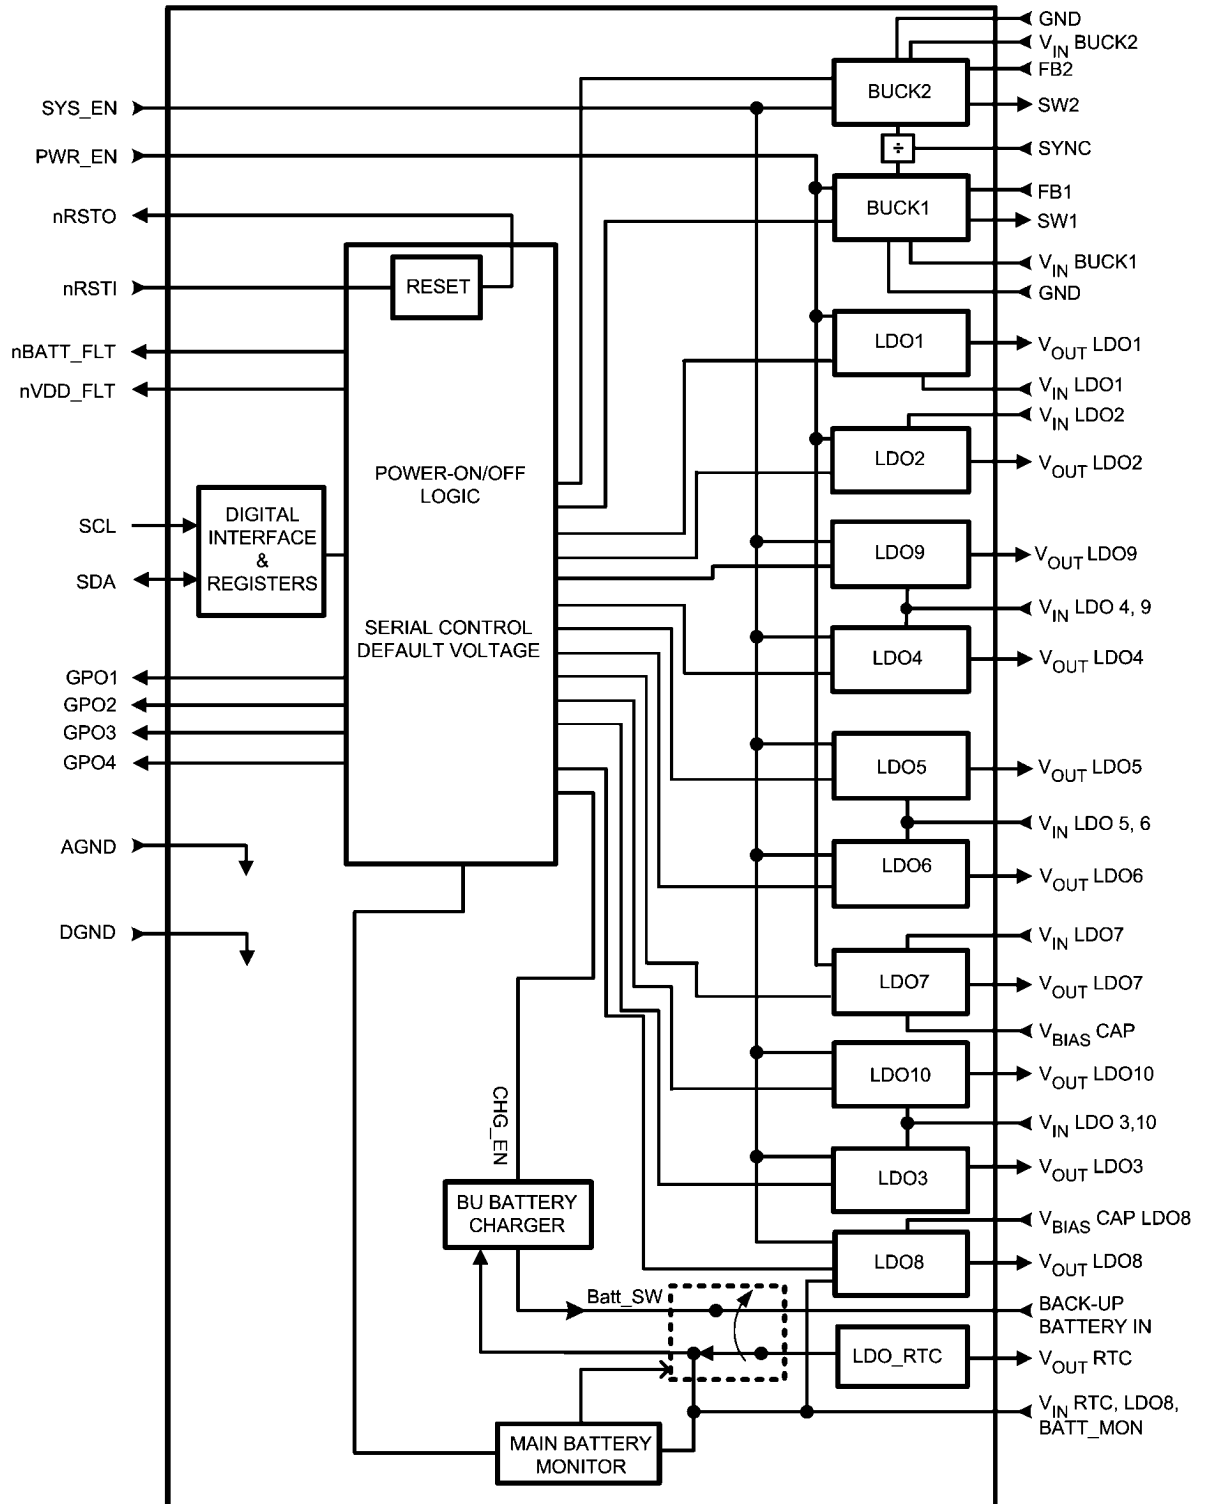 GND
VIN BUCK2
FB2
BUCK2
SYS_EN
SW2
÷
SYNC
PWR_EN
FB1
BUCK1
nRSTO
SW1
VIN BUCK1
nRSTI
RESET
GND
LDO1
VOUT LDO1
nBATT_FLT
nVDD_FLT
VIN LDO1
VIN LDO2
LDO2
VOUT LDO2
POWER-ON/OFF
LOGIC
SCL
DIGITAL
INTERFACE
&
REGISTERS
SDA
LDO9
VOUT LDO9
VIN LDO 4, 9
SERIAL CONTROL
DEFAULT VOLTAGE
LDO4
VOUT LDO4
GPO1
GPO2
GPO3
GPO4
LDO5
VOUT LDO5
VIN LDO 5, 6
AGND
LDO6
VOUT LDO6
DGND
VIN LDO7
LDO7
VOUT LDO7
VBIAS CAP
LDO10
VOUT LDO10
CHG_EN
VIN LDO 3,10
LDO3
VOUT LDO3
BU BATTERY
CHARGER
VBIAS CAP LDO8
LDO8
VOUT LDO8
Batt_SW
BACK-UP
BATTERY IN
LDO_RTC
VOUT RTC
VIN RTC, LDO8,
BATT_MON
MAIN BATTERY
MONITOR